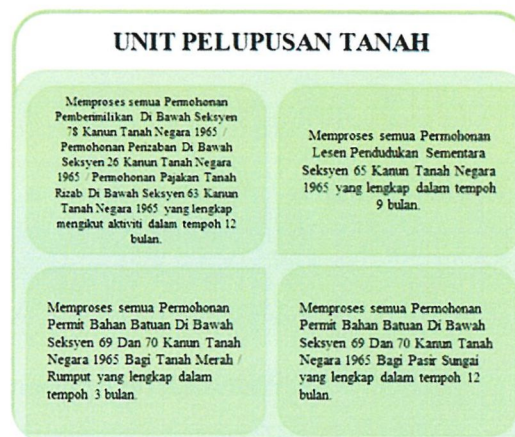 UNIT PELUPUSAN TANAH
Memproses semua Permohonan
Pemberimilikan Di Bawah Seksyen
78 Kanun Tanah Negara 1965 /
Permohonan Penzaban Di Bawah
Seksyen 26 Kanun Tanah Negara
1965 / Permohonan Pajakan Tanah
Rizab Di Bawah Seksyen 63 Kanun
Tanah Negara 1965 yang lengkap
mengikut aktiviti dalam tempoh 12
bulan.
Memproses semua Permohonan
Lesen Pendudukan Sementara
Seksyen 65 Kanun Tanah Negara
1965 yang lengkap dalam tempoh
9 bulan.
Memproses semua Permohonan
Permit Bahan Batuan Di Bawah
Seksyen 69 Dan 70 Kanun Tanah
Negara 1965 Bagi Tanah Merah /
Rumput yang lengkap dalam
tempoh 3 bulan.
Memproses semua Permohonan
Permit Bahan Batuan Di Bawah
Seksyen 69 Dan 70 Kanun Tanah
Negara 1965 Bagi Pasir Sungai
yang lengkap dalam tempoh 12
bulan.